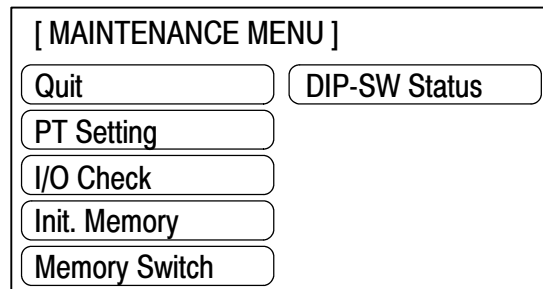 [ MAINTENANCE MENU ]
Quit
DIP-SW Status
PT Setting
I/O Check
Init. Memory
Memory Switch